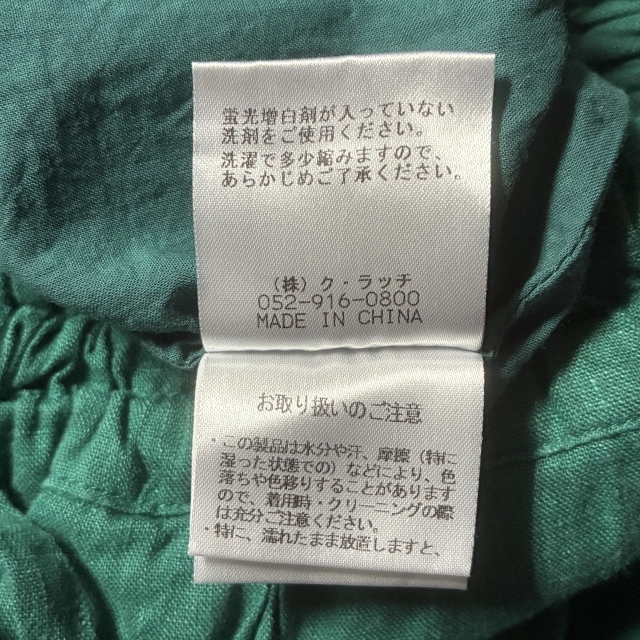 蛍光増白剤が入っていない
洗剤をご使用ください。
洗濯で多少縮みますので、
あらかじめご了承ください。
(株)ク・ラッチ
052-916-0800
MADE IN CHINA
お取り扱いのご注意
・この製品は水分や汗、摩擦(特に
湿った状態での)などにより、色
落ちや色移りすることがあります
ので、着用時・クリーニングの際
は充分ご注意ください。
・特に、濡れたまま放置しますと、